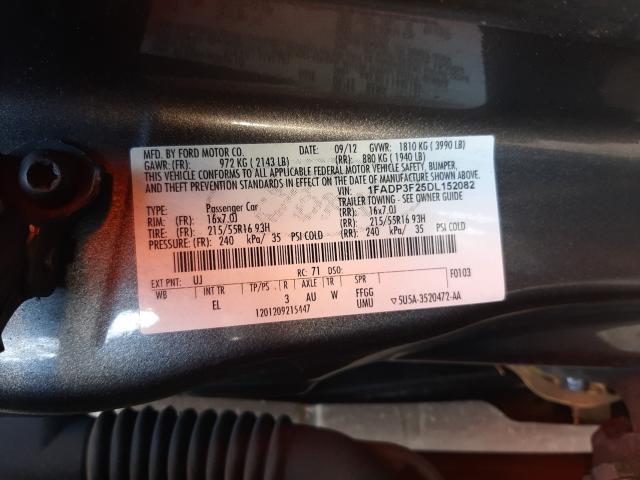 MFD. BY FORD MOTOR CO. DATE: 09/12 GVWR: 1810 KG ( 3990 LB)
GAWR: (FR): 972 KG ( 2143 LB) (RR): 880 KG ( 1940 LB)
THIS VEHICLE CONFORMS TO ALL APPLICABLE FEDERAL MOTOR VEHICLE SAFETY, BUMPER,
AND THEFT PREVENTION STANDARDS IN EFFECT ON THE DATE OF MANUFACTURE SHOWN ABOVE.
VIN: 1FADP3F25DL152082
TYPE: Passenger Car TRAILER TOWING - SEE OWNER GUIDE
RIM: (FR): 16x7.0J (RR): 16x7.0J
TIRE: (FR): 215/55R16 93H (RR): 215/55R16 93H
PRESSURE: (FR): 240 kPa/ 35 PSI COLD (RR): 240 kPa/ 35 PSI COLD
EXT PNT: UJ RC: 71 DSO: F0103
WB INT TR TP/PS R AXLE TR SPR
EL 3 AU W FFGG
UMU
1201209215447 ▽5U5A-3520472-AA